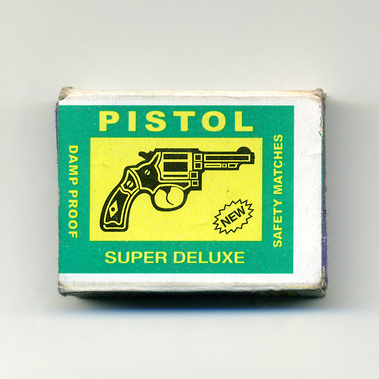 PISTOL
DAMP PROOF
NEW
SAFETY MATCHES
SUPER DELUXE